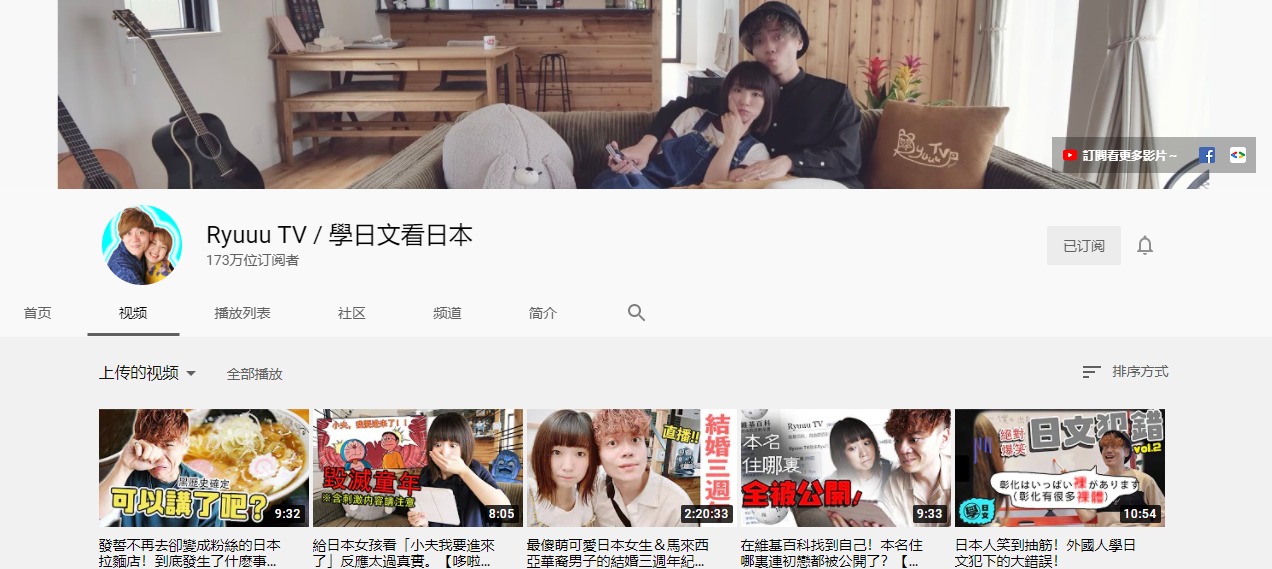 訂閱看更多影片～
Ryuuu TV / 學日文看日本
173万位订阅者
已订阅
首页
视频
播放列表
社区
频道
简介
上传的视频
全部播放
排序方式
黑歷史確定
可以講了吧？
9:32
小夫，我要進來了！！
毀滅童年
※含刺激內容請注意
8:05
直播!!
結婚三週年
2:20:33
維基百科
Ryuuu TV
本名
住哪裏
全被公開！
9:33
絕對
爆笑
日文犯錯
vol.2
彰化はいっぱい裸があります
（彰化有很多裸體）
學
日文
10:54
發誓不再去卻變成粉絲的日本
拉麵店！到底發生了什麽事...
給日本女孩看「小夫我要進來
了」反應太過真實。【哆啦...
最傻萌可愛日本女生＆馬來西
亞華裔男子的結婚三週年紀...
在維基百科找到自己！本名住
哪裏連初戀都被公開了？【...
日本人笑到抽筋！外國人學日
文犯下的大錯誤！